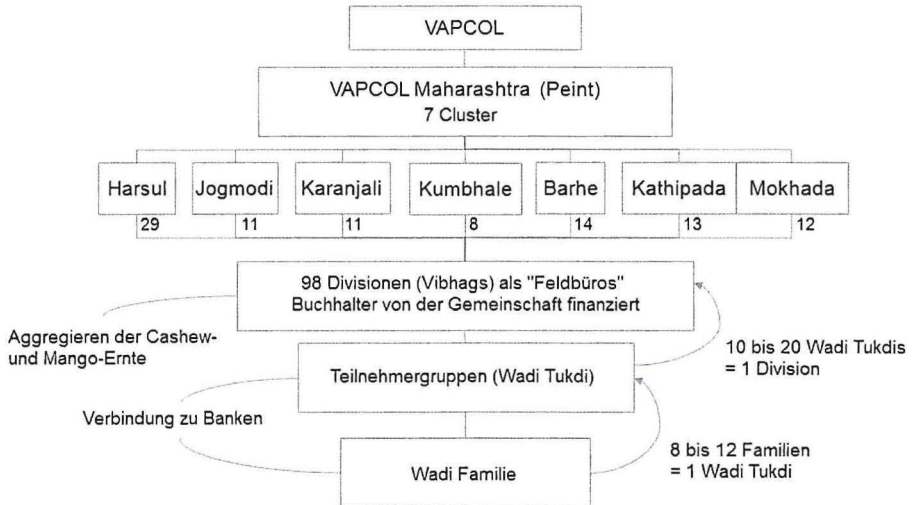 VAPCOL
VAPCOL Maharashtra (Peint)
7 Cluster
Harsul
Jogmodi
Karanjali
Kumbhale
Barhe
Kathipada
Mokhada
29
11
11
8
14
13
12
98 Divisionen (Vibhags) als "Feldbüros"
Buchhalter von der Gemeinschaft finanziert
Aggregieren der Cashew-
und Mango-Ernte
10 bis 20 Wadi Tukdis
= 1 Division
Teilnehmergruppen (Wadi Tukdi)
Verbindung zu Banken
8 bis 12 Familien
= 1 Wadi Tukdi
Wadi Familie